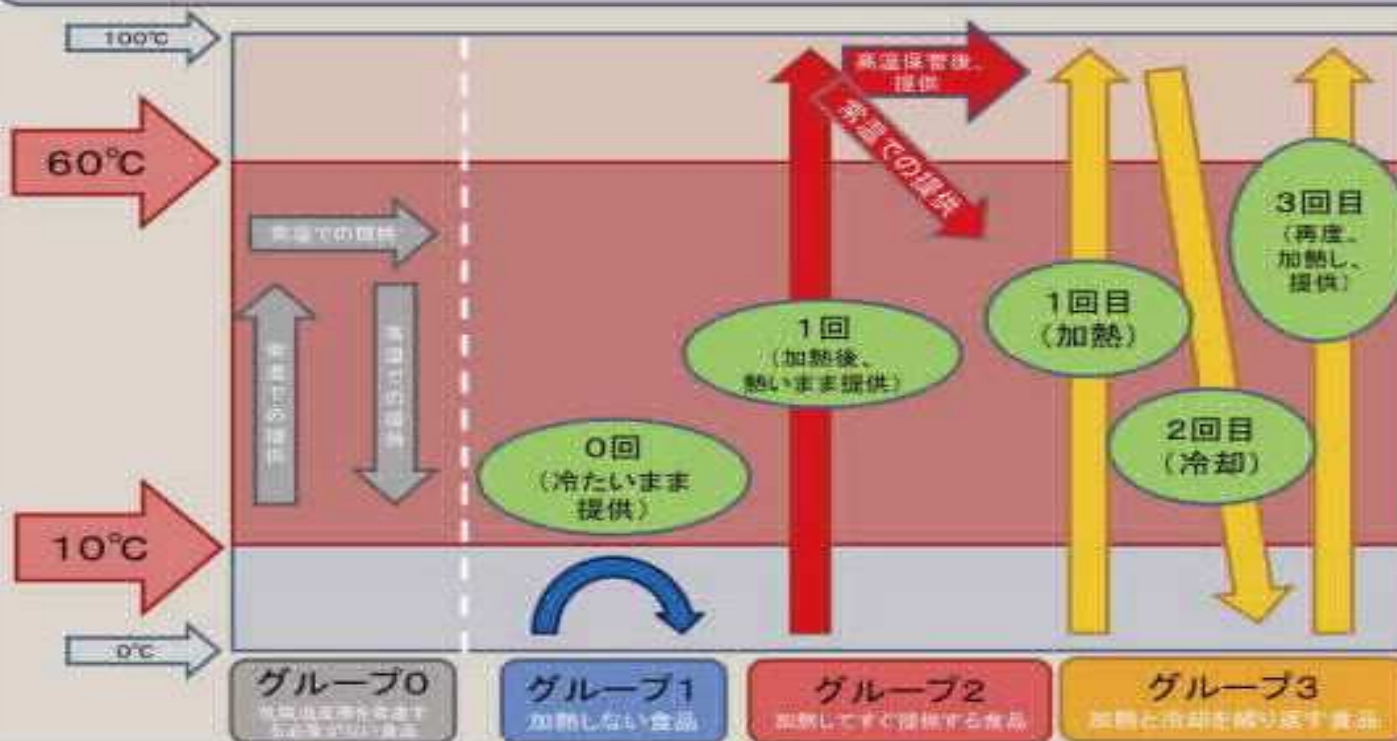 100℃
60℃
10℃
0℃
常温での提供
0回
(冷たいまま
提供)
1回
(加熱後、
熱いまま提供)
高温保管後、
提供
常温での提供
1回目
(加熱)
2回目
(冷却)
3回目
(再度、
加熱し、
提供)
グループ0
グループ1
加熱しない食品
グループ2
加熱してすぐ提供する食品
グループ3
加熱と冷却を繰り返す食品